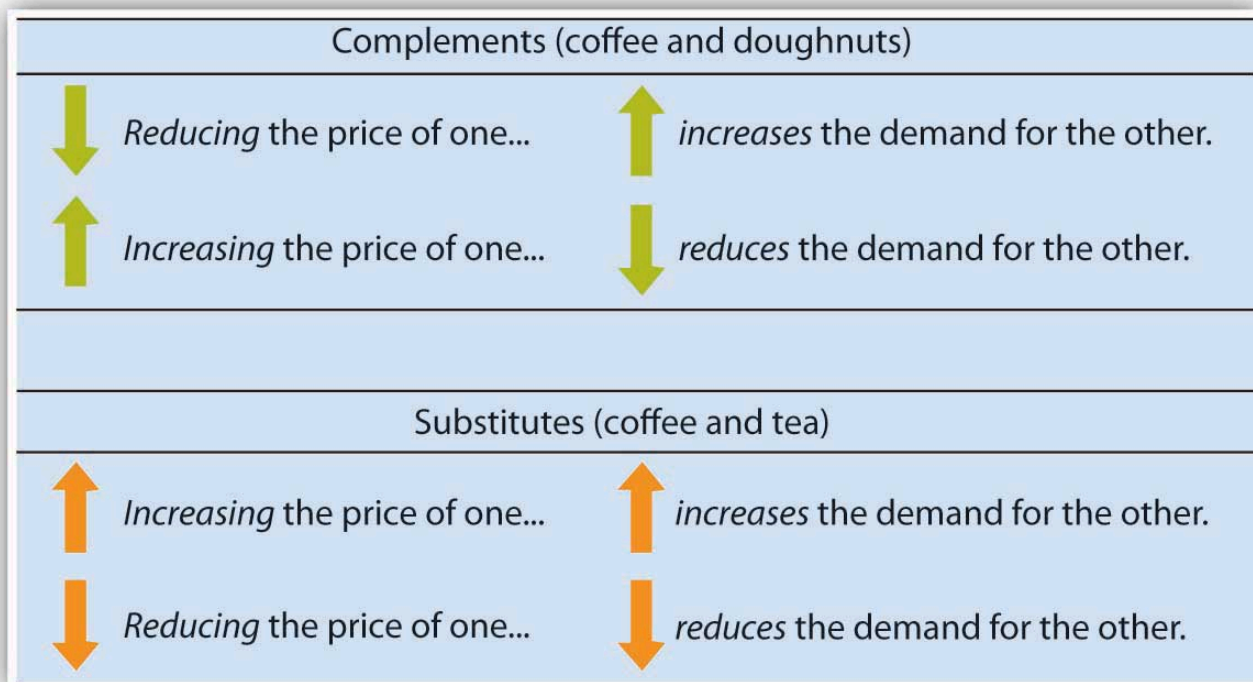 Complements (coffee and doughnuts)
Reducing the price of one... increases the demand for the other.
Increasing the price of one... reduces the demand for the other.
Substitutes (coffee and tea)
Increasing the price of one... increases the demand for the other.
Reducing the price of one... reduces the demand for the other.